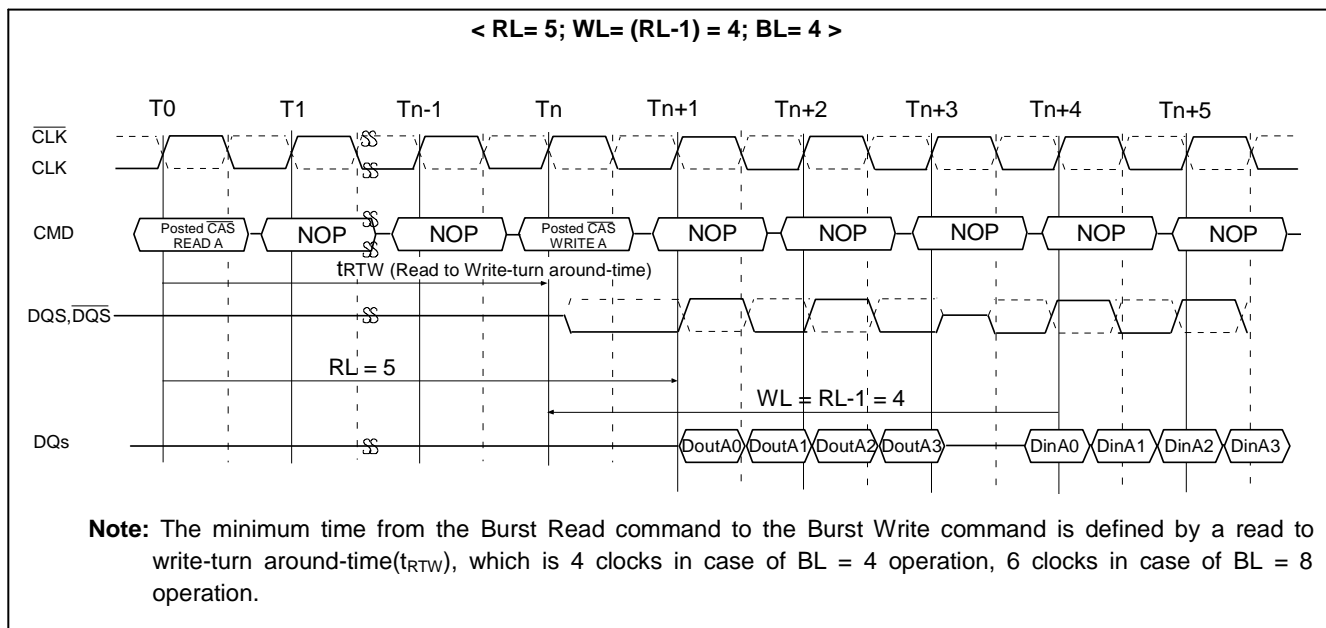 < RL= 5; WL= (RL-1) = 4; BL= 4 >
T0 T1 Tn-1 Tn Tn+1 Tn+2 Tn+3 Tn+4 Tn+5
CLK
CLK
CMD Posted CAS READ A NOP NOP Posted CAS WRITE A NOP NOP NOP NOP NOP
tRTW (Read to Write-turn around-time)
DQS,DQS
RL = 5
WL = RL-1 = 4
DQs DoutA0 DoutA1 DoutA2 DoutA3 DinA0 DinA1 DinA2 DinA3
Note: The minimum time from the Burst Read command to the Burst Write command is defined by a read to
write-turn around-time(tRTW), which is 4 clocks in case of BL = 4 operation, 6 clocks in case of BL = 8
operation.